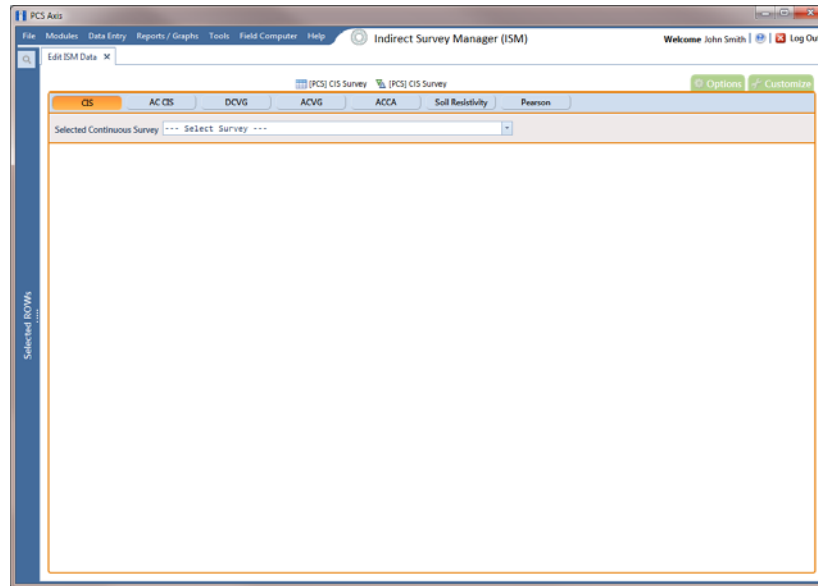 PCS Axis
File Modules Data Entry Reports / Graphs Tools Field Computer Help Indirect Survey Manager (ISM) Welcome John Smith | | Log Ou
Edit ISM Data
[PCS] CIS Survey [PCS] CIS Survey Options Customize
CIS AC CIS DCVG ACVG ACCA Soil Resistivity Pearson
Selected Continuous Survey --- Select Survey ---
Selected ROWs